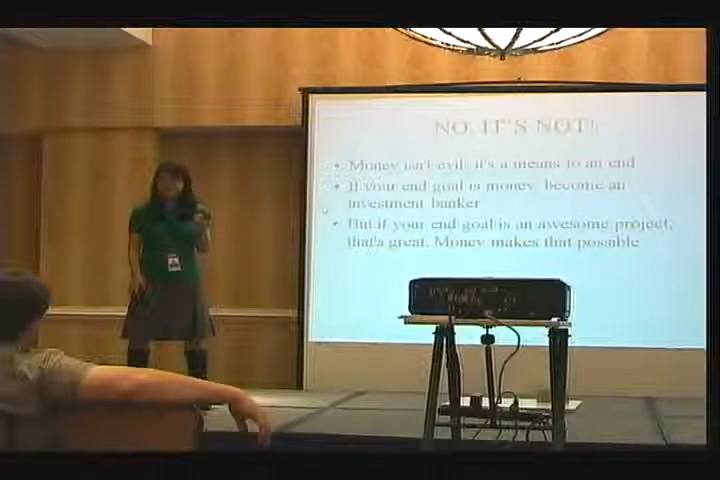 NO, IT'S NOT!
• Money isn't evil, it's a means to an end
• If your end goal is money, become an
investment banker
• But if your end goal is an awesome project,
that's great. Money makes that possible